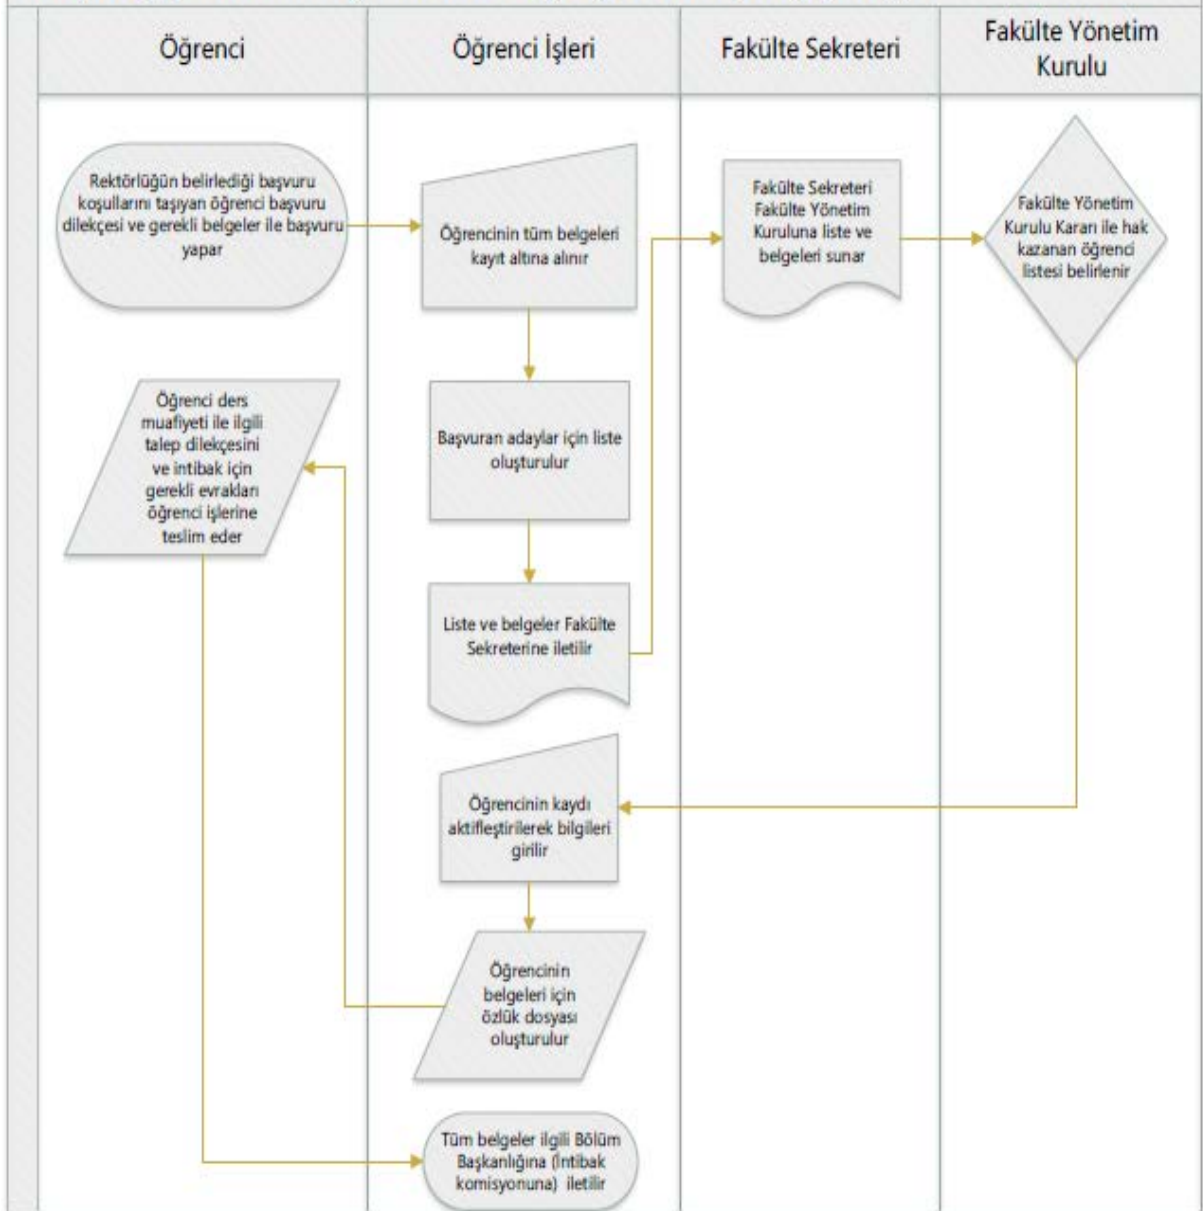 Öğrenci
Öğrenci İşleri
Fakülte Sekreteri
Fakülte Yönetim
Kurulu
Rektörlüğün belirlediği başvuru
koşullarını taşıyan öğrenci başvuru
dilekçesi ve gerekli belgeler ile başvuru
yapar
Öğrencinin tüm belgeleri
kayıt altına alınır
Başvuran adaylar için liste
oluşturulur
Liste ve belgeler Fakülte
Sekreterine iletilir
Fakülte Sekreteri
Fakülte Yönetim
Kuruluna liste ve
belgeleri sunar
Fakülte Yönetim
Kurulu Kararı ile hak
kazanan öğrenci
listesi belirlenir
Öğrencinin kaydı
aktifleştirilerek bilgileri
girilir
Öğrencinin
belgeleri için
özlük dosyası
oluşturulur
Öğrenci ders
muafiyeti ile ilgili
talep dilekçesini
ve intibak için
gerekli evrakları
öğrenci işlerine
teslim eder
Tüm belgeler ilgili Bölüm
Başkanlığına (İntibak
komisyonuna) iletilir